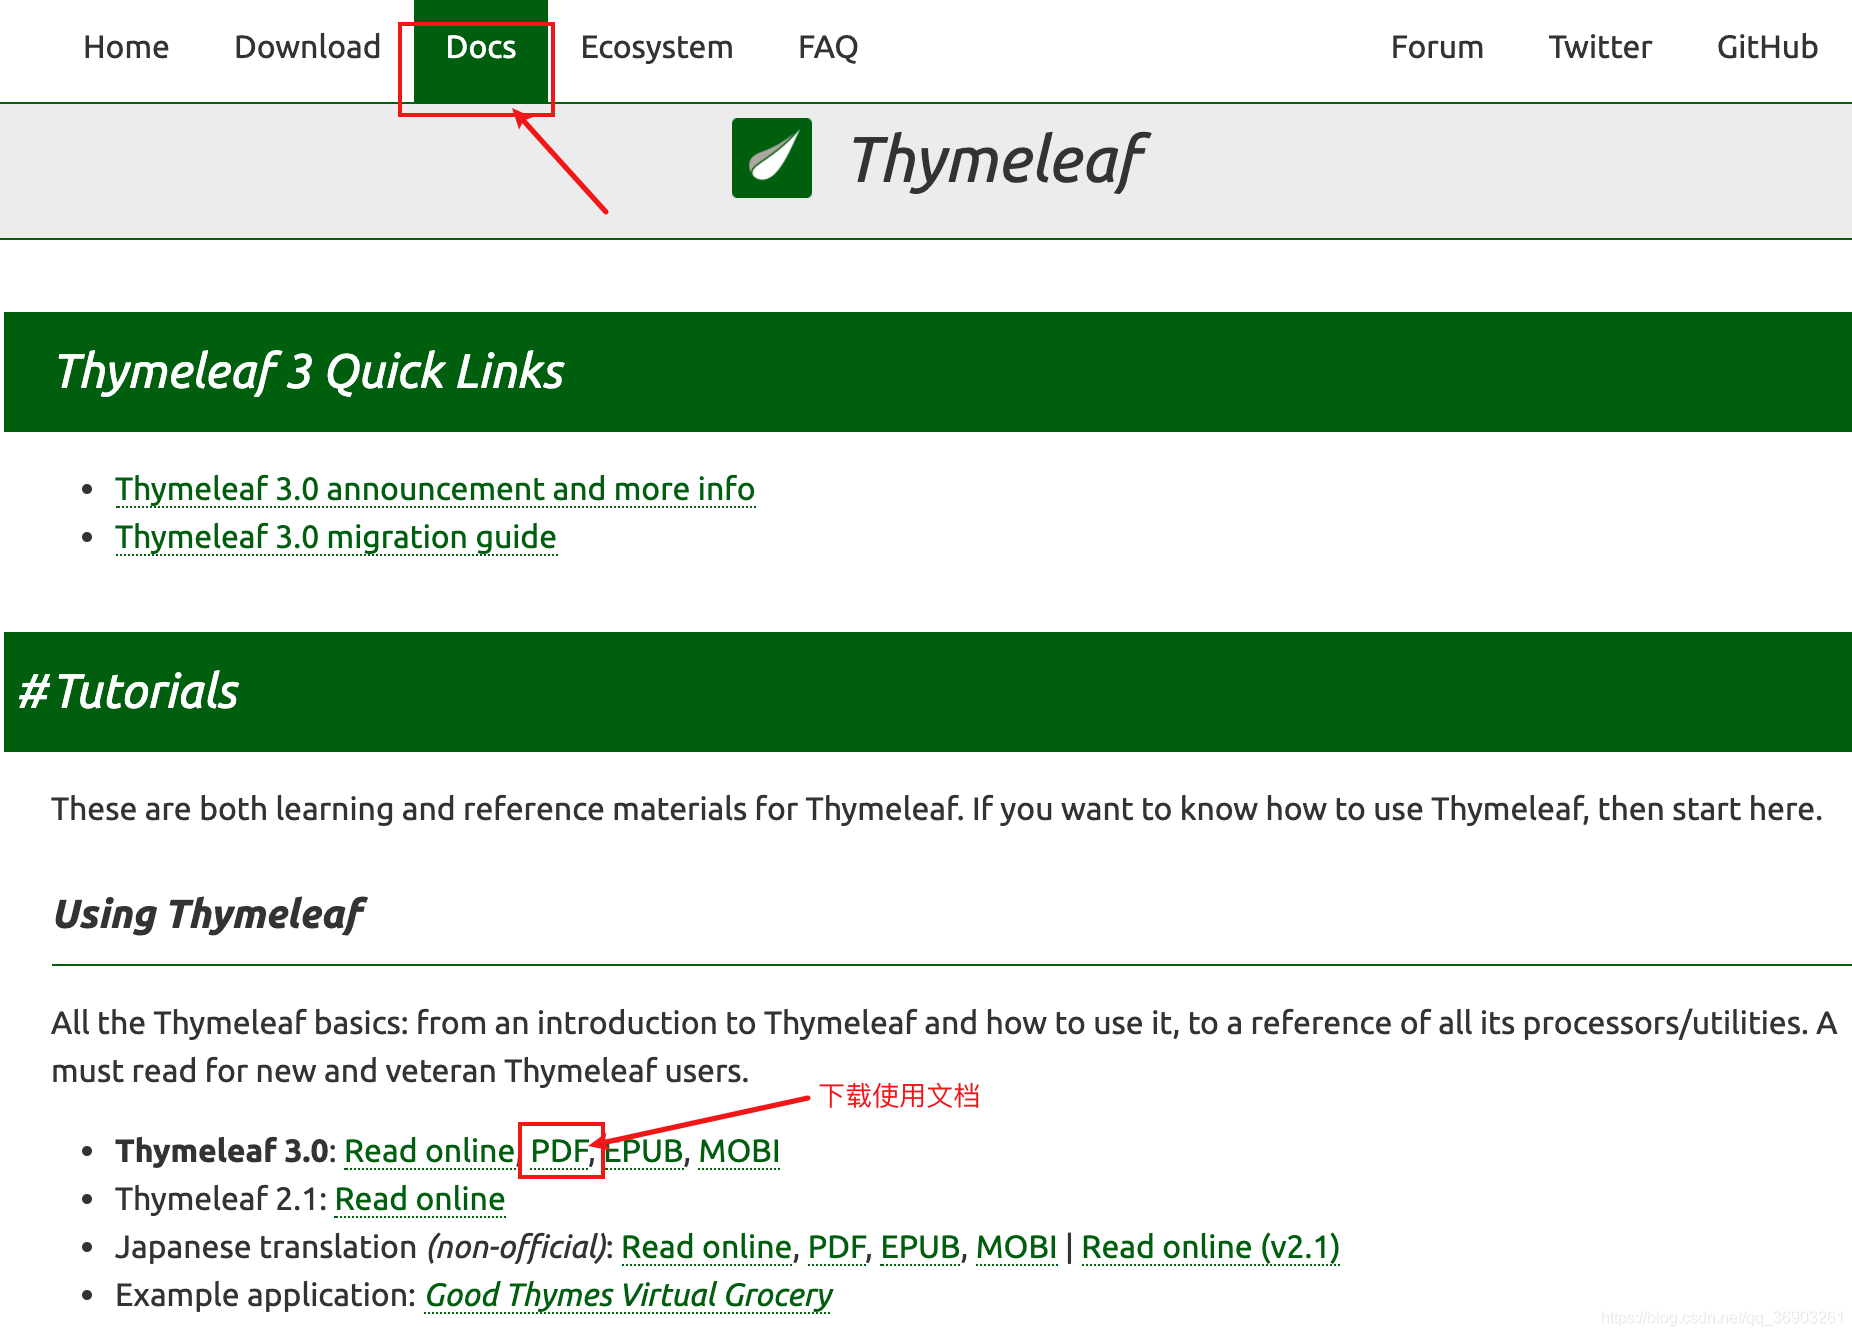 Home Download Docs Ecosystem FAQ Forum Twitter GitHub
Thymeleaf
Thymeleaf 3 Quick Links
• Thymeleaf 3.0 announcement and more info
• Thymeleaf 3.0 migration guide
#Tutorials
These are both learning and reference materials for Thymeleaf. If you want to know how to use Thymeleaf, then start here.
Using Thymeleaf
All the Thymeleaf basics: from an introduction to Thymeleaf and how to use it, to a reference of all its processors/utilities. A
must read for new and veteran Thymeleaf users.
下载使用文档
• Thymeleaf 3.0: Read online, PDF, EPUB, MOBI
• Thymeleaf 2.1: Read online
• Japanese translation (non-official): Read online, PDF, EPUB, MOBI | Read online (v2.1)
• Example application: Good Thymes Virtual Grocery
https://blog.csdn.net/qq_36903261